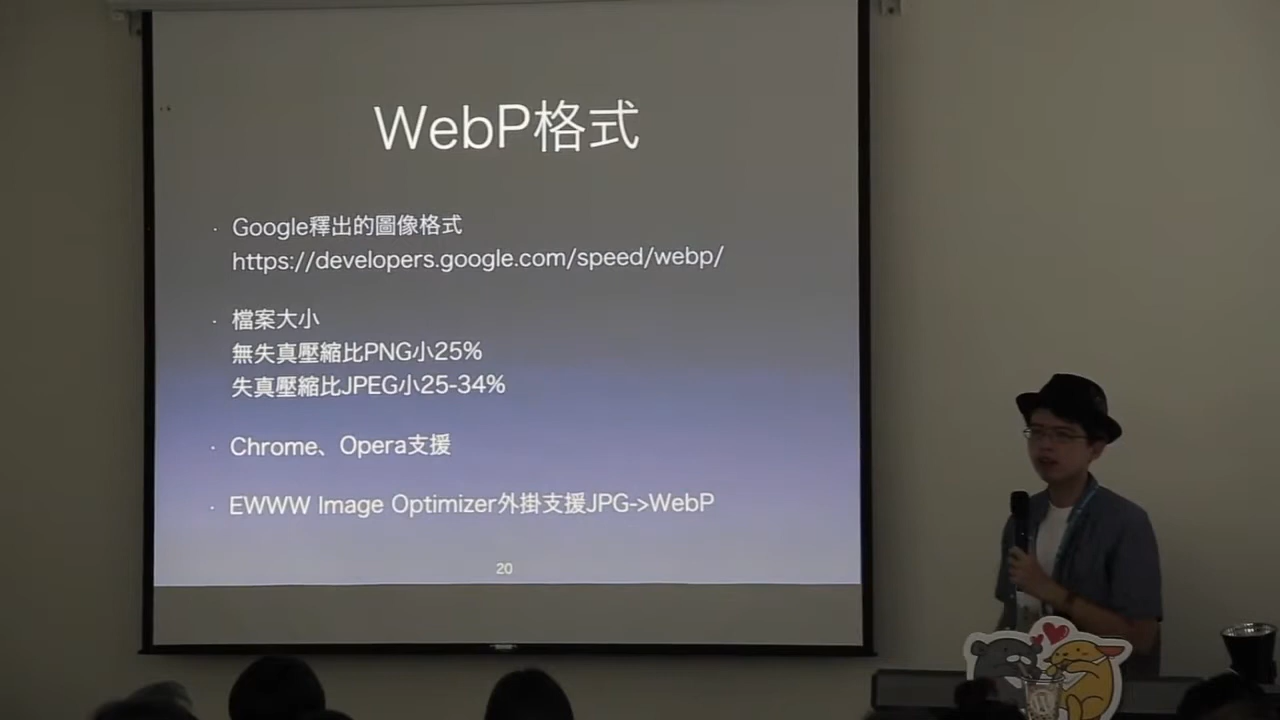 WebP格式
· Google釋出的圖像格式
https://developers.google.com/speed/webp/
· 檔案大小
無失真壓縮比PNG小25%
失真壓縮比JPEG小25-34%
· Chrome、Opera支援
· EWWW Image Optimizer外掛支援JPG->WebP
20